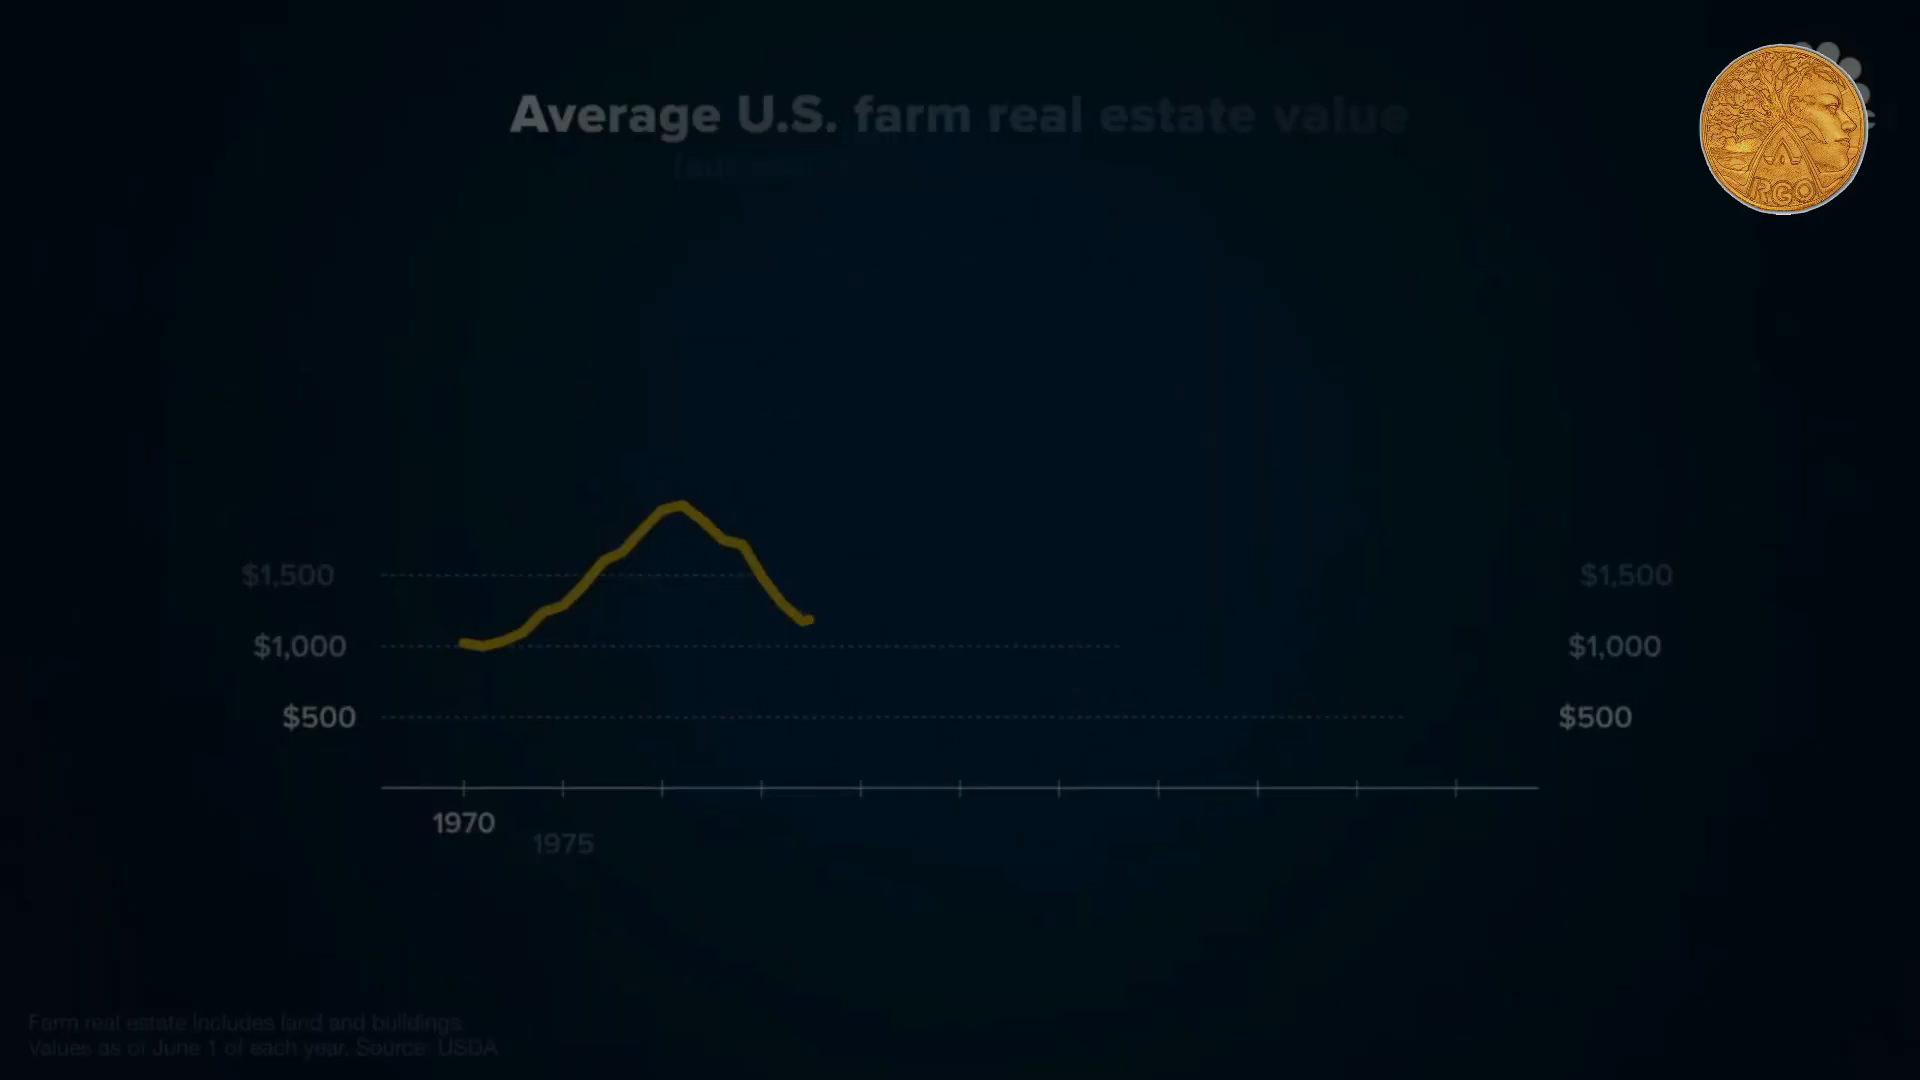 Average U.S. farm real estate value
$1,500 $1,500
$1,000 $1,000
$500 $500
1970
1975
Farm real estate includes land and buildings.
Values as of June 1 of each year. Source: USDA
RGO